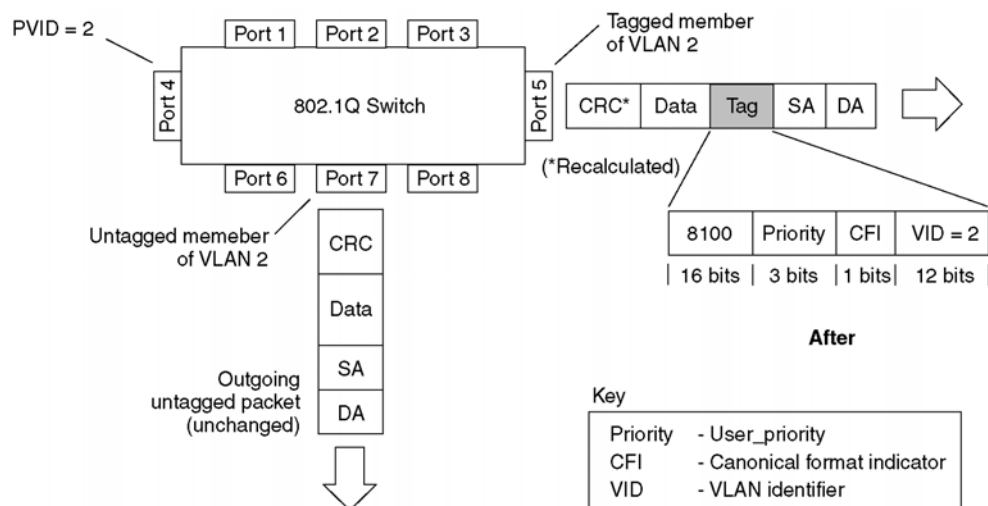 PVID = 2
Port 1
Port 2
Port 3
Tagged member
of VLAN 2
Port 4
802.1Q Switch
Port 5
CRC*
Data
Tag
SA
DA
(*Recalculated)
Port 6
Port 7
Port 8
Untagged memeber
of VLAN 2
CRC
Data
SA
DA
8100
Priority
CFI
VID = 2
16 bits
3 bits
1 bits
12 bits
After
Outgoing
untagged packet
(unchanged)
Key
Priority - User_priority
CFI - Canonical format indicator
VID - VLAN identifier